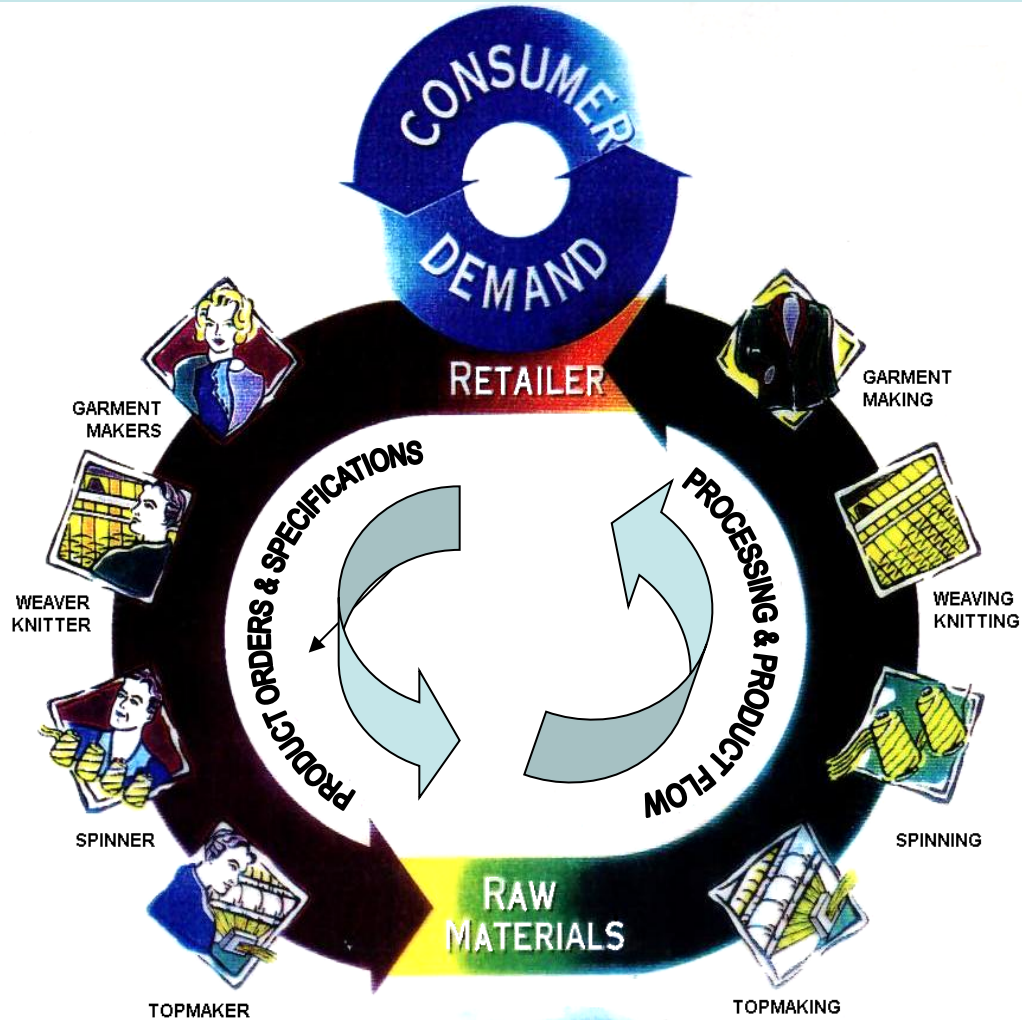 CONSUMER
DEMAND
RETAILER
GARMENT
MAKERS
GARMENT
MAKING
PRODUCT ORDERS & SPECIFICATIONS
PROCESSING & PRODUCT FLOW
WEAVER
KNITTER
WEAVING
KNITTING
SPINNER
SPINNING
RAW
MATERIALS
TOPMAKER
TOPMAKING